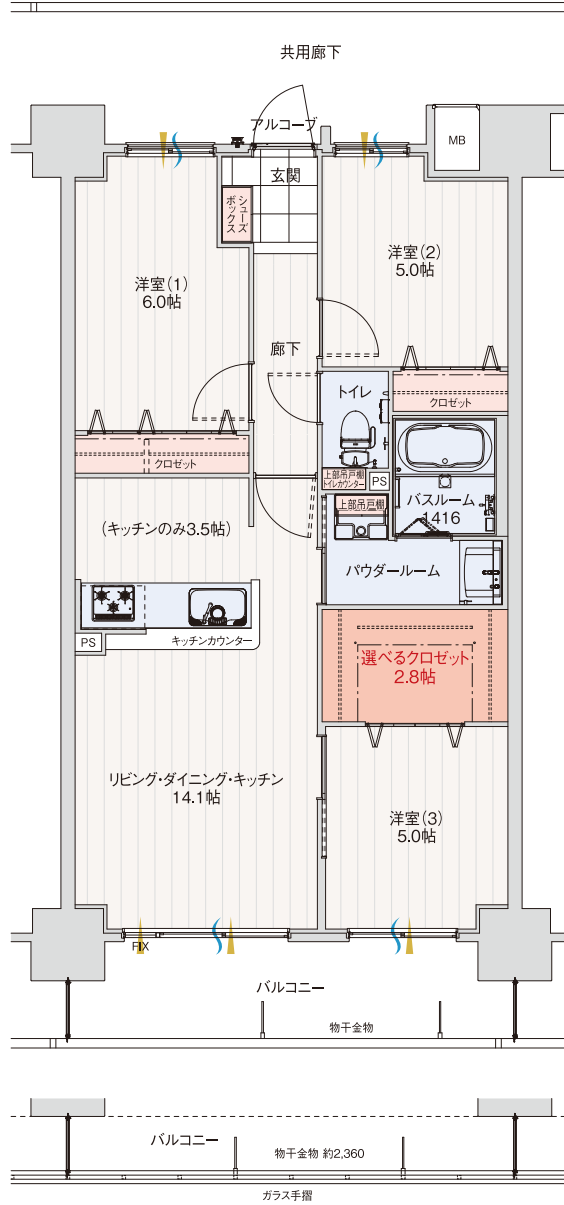 共用廊下
アルコーブ
MB
玄関
シューズ
ボックス
洋室(1)
6.0帖
洋室(2)
5.0帖
廊下
トイレ
クロゼット
クロゼット
上部吊戸棚
トイレカウンター
PS
上部吊戸棚
バスルーム
1416
(キッチンのみ3.5帖)
パウダールーム
PS
キッチンカウンター
選べるクロゼット
2.8帖
リビング・ダイニング・キッチン
14.1帖
洋室(3)
5.0帖
FIX
バルコニー
物干金物
バルコニー
物干金物 約2,360
ガラス手摺